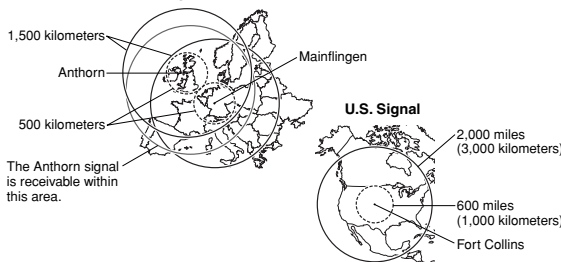 1,500 kilometers
Anthorn
500 kilometers
The Anthorn signal
is receivable within
this area.
Mainflingen
U.S. Signal
2,000 miles
(3,000 kilometers)
600 miles
(1,000 kilometers)
Fort Collins